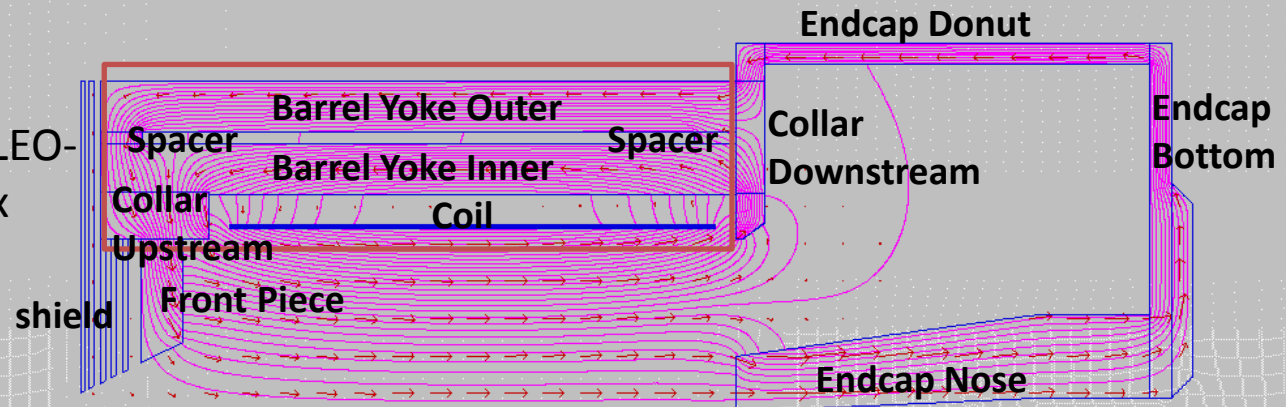 Endcap Donut
Barrel Yoke Outer
LEO-
Spacer
Spacer
Collar
Downstream
Endcap
Bottom
Barrel Yoke Inner
x
Collar
Upstream
Coil
Front Piece
shield
Endcap Nose